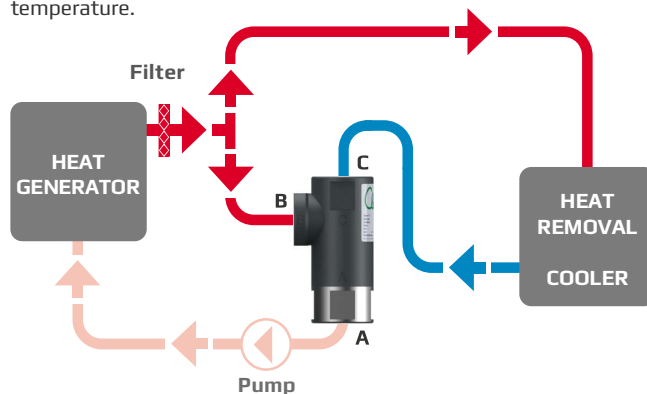 temperature.
Filter
HEAT
GENERATOR
C
B
HEAT
REMOVAL
COOLER
A
Pump